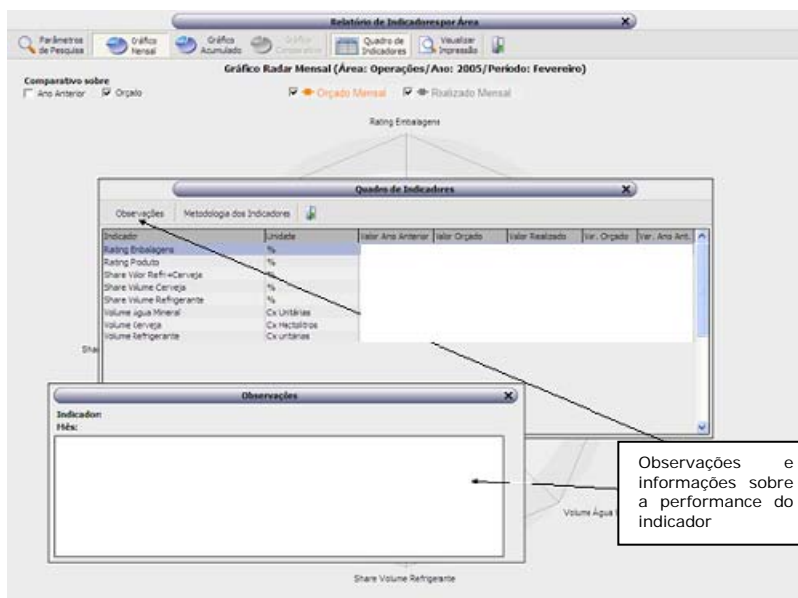 Relatório de Indicadores por Área
Parâmetros de Pesquisa
Gráfico Mensal
Gráfico Acumulado
Gráfico Comparativo
Quadro de Indicadores
Visualizar Impressão
Gráfico Radar Mensal (Área: Operações/Ano: 2005/Período: Fevereiro)
Comparativo sobre
Ano Anterior
Orçado
Orçado Mensal
Realizado Mensal
Rating Embalagens
Quadro de Indicadores
Observações
Metodologia dos Indicadores
Indicador Unidade Valor Ano Anterior Valor Orçado Valor Realizado Var. Orçado Var. Ano Ant.
Rating Embalagens %
Rating Produto %
Share Valor Refri+Cerveja %
Share Volume Cerveja %
Share Volume Refrigerante %
Volume Água Mineral Cx Unitárias
Volume Cerveja Cx Hectolitros
Volume Refrigerante Cx unitárias
Sha
Observações
Indicador:
Mês:
Observações e
informações sobre
a performance do
indicador
Volume Água
Share Volume Refrigerante